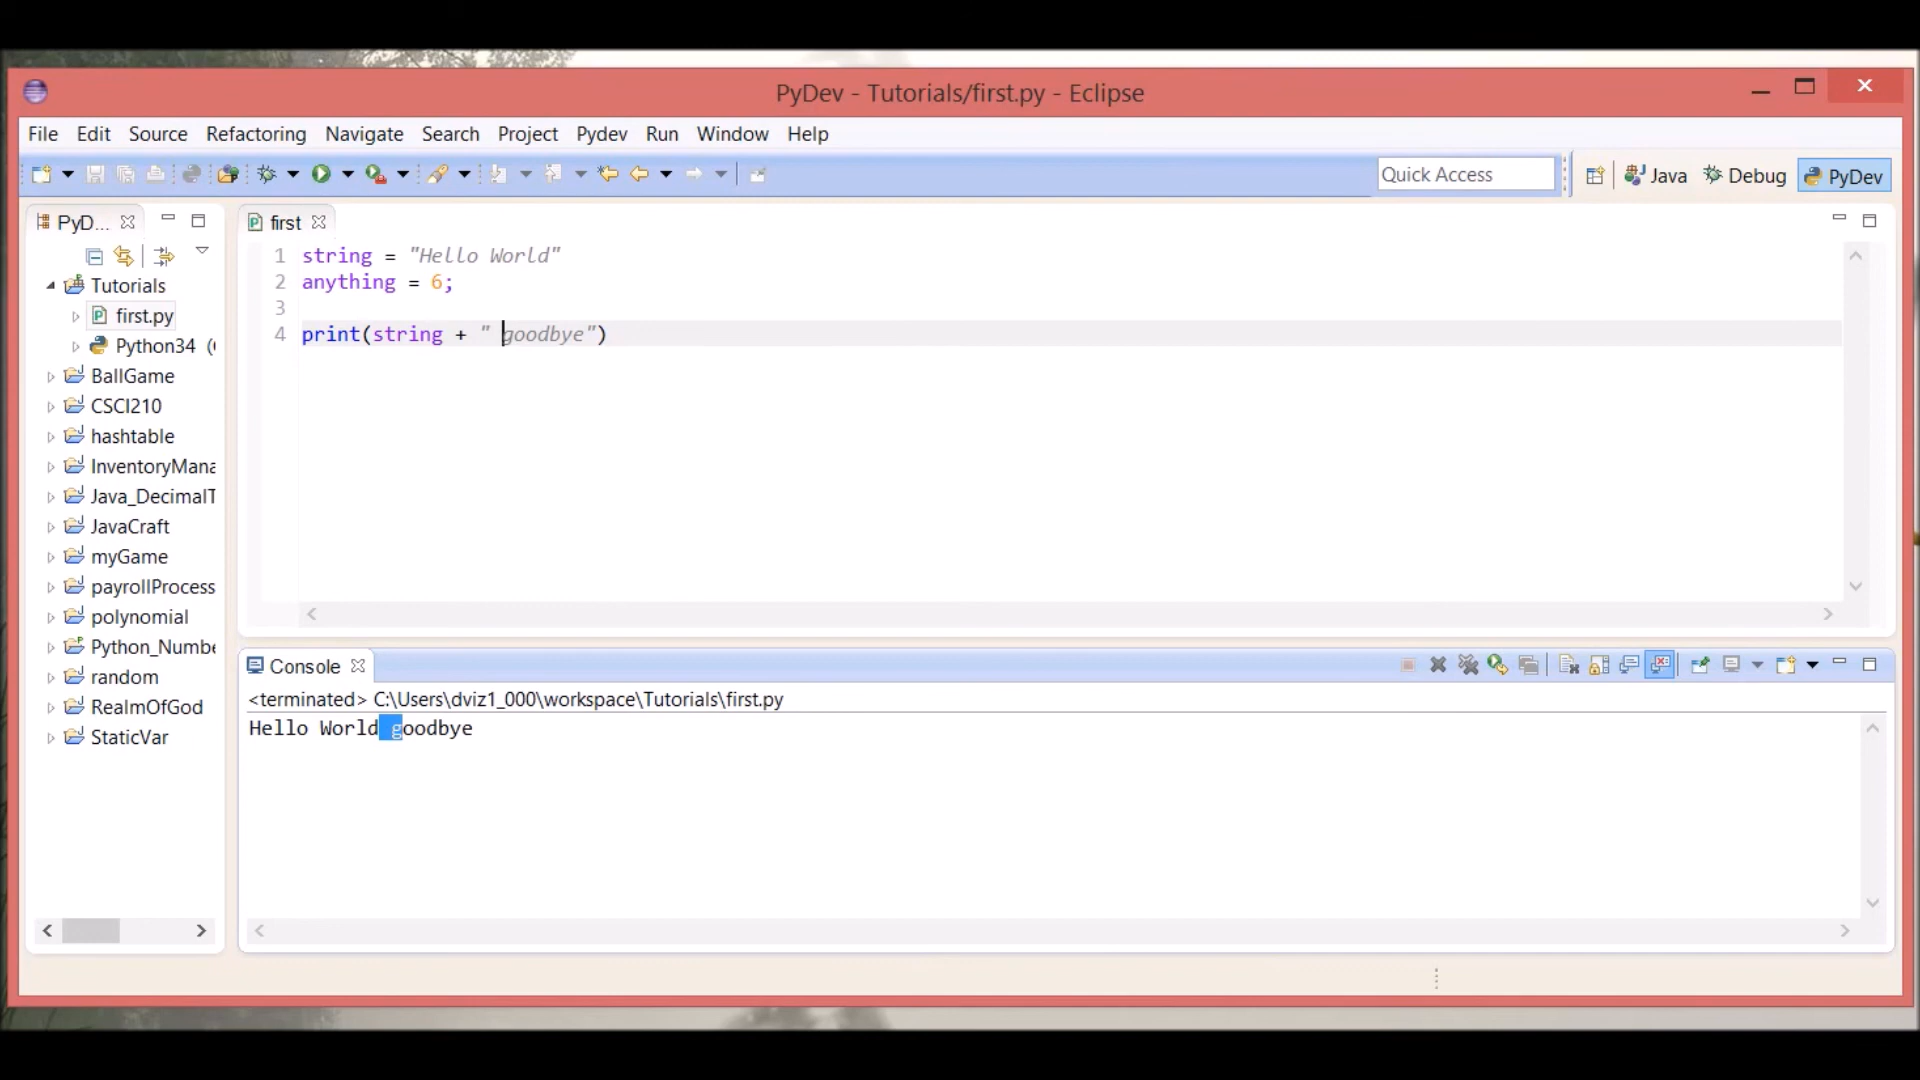 PyDev - Tutorials/first.py - Eclipse
File Edit Source Refactoring Navigate Search Project Pydev Run Window Help
Quick Access Java Debug PyDev
PyD...
Tutorials
first.py
Python34 (
BallGame
CSCI210
hashtable
InventoryMana
Java_DecimalT
JavaCraft
myGame
payrollProcess
polynomial
Python_Numbe
random
RealmOfGod
StaticVar
first
1 string = "Hello World"
2 anything = 6;
3
4 print(string + " goodbye")
Console
<terminated> C:\Users\dviz1_000\workspace\Tutorials\first.py
Hello World goodbye